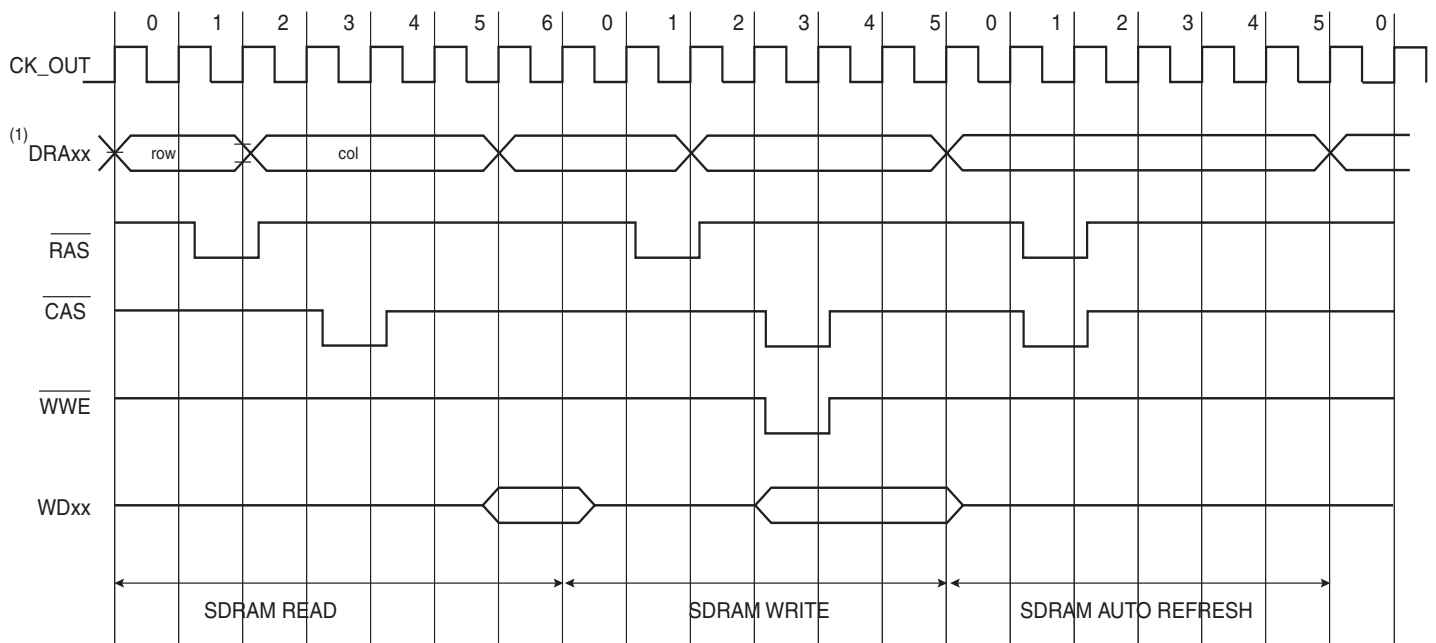 0 1 2 3 4 5 6 0 1 2 3 4 5 0 1 2 3 4 5 0
CK_OUT
(1) DRAxx row col
RAS
CAS
WWE
WDxx
SDRAM READ SDRAM WRITE SDRAM AUTO REFRESH